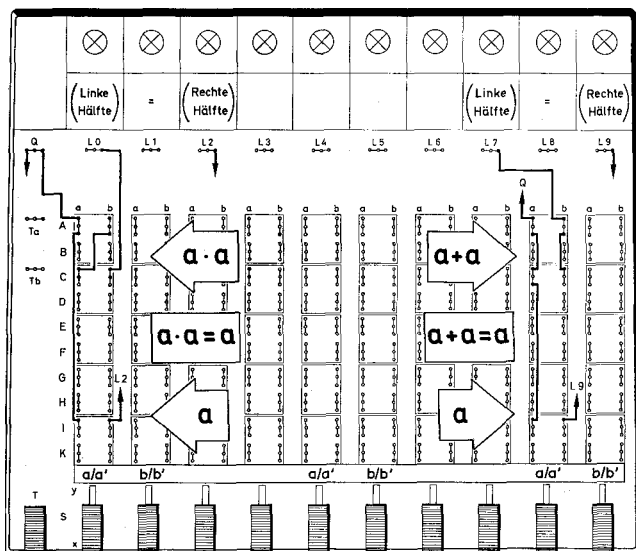 (Linke Hälfte) = (Rechte Hälfte) (Linke Hälfte) = (Rechte Hälfte)
Q L0 L1 L2 L3 L4 L5 L6 L7 L8 L9
a b a b a b a b a b a b a b a b a b a b
Q
A
Ta
B
a · a a+a
Tb C
D
E
a · a = a a+a = a
F
G
L2 L9
H
a a
I
K
a/a' b/b' a/a' b/b' a/a' b/b'
T y
S
x